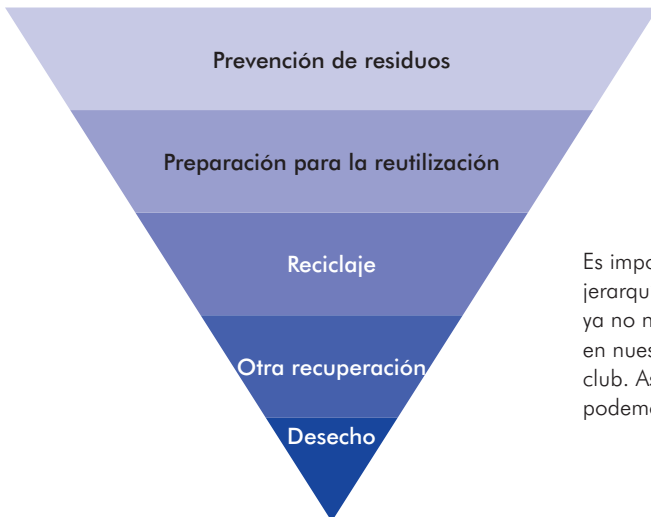 Prevención de residuos
Preparación para la reutilización
Reciclaje
Otra recuperación
Desecho
Es
ya no
en
club.